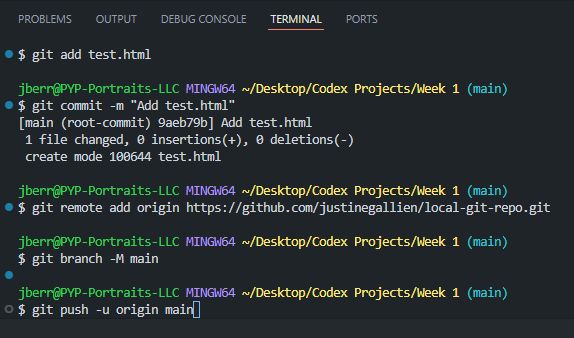 PROBLEMS OUTPUT DEBUG CONSOLE TERMINAL PORTS
$ git add test.html
jberr@PYP-Portraits-LLC MINGW64 ~/Desktop/Codex Projects/Week 1 (main)
$ git commit -m "Add test.html"
[main (root-commit) 9aeb79b] Add test.html
1 file changed, 0 insertions(+), 0 deletions(-)
create mode 100644 test.html
jberr@PYP-Portraits-LLC MINGW64 ~/Desktop/Codex Projects/Week 1 (main)
$ git remote add origin https://github.com/justinegallien/local-git-repo.git
jberr@PYP-Portraits-LLC MINGW64 ~/Desktop/Codex Projects/Week 1 (main)
$ git branch -M main
jberr@PYP-Portraits-LLC MINGW64 ~/Desktop/Codex Projects/Week 1 (main)
$ git push -u origin main